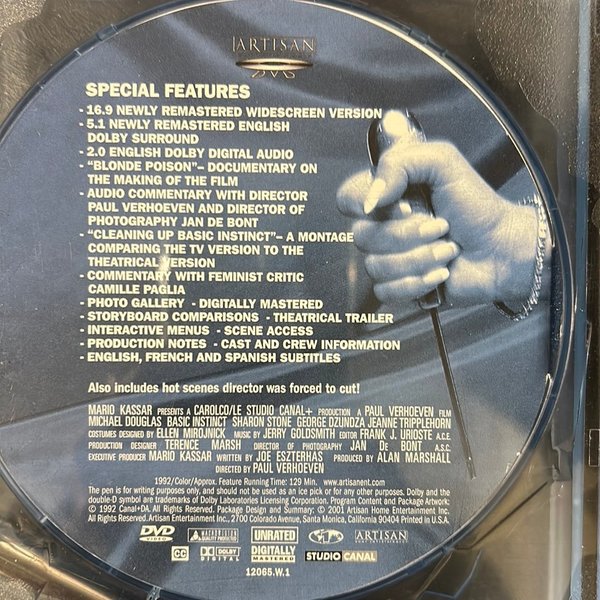 ARTISAN
SPECIAL FEATURES
- 16.9 NEWLY REMASTERED WIDESCREEN VERSION
- 5.1 NEWLY REMASTERED ENGLISH
DOLBY SURROUND
- 2.0 ENGLISH DOLBY DIGITAL AUDIO
- “BLONDE POISON”– DOCUMENTARY ON
THE MAKING OF THE FILM
- AUDIO COMMENTARY WITH DIRECTOR
PAUL VERHOEVEN AND DIRECTOR OF
PHOTOGRAPHY JAN DE BONT
- “CLEANING UP BASIC INSTINCT”– A MONTAGE
COMPARING THE TV VERSION TO THE
THEATRICAL VERSION
- COMMENTARY WITH FEMINIST CRITIC
CAMILLE PAGLIA
- PHOTO GALLERY - DIGITALLY MASTERED
- STORYBOARD COMPARISONS - THEATRICAL TRAILER
- INTERACTIVE MENUS - SCENE ACCESS
- PRODUCTION NOTES - CAST AND CREW INFORMATION
- ENGLISH, FRENCH AND SPANISH SUBTITLES
Also includes hot scenes director was forced to cut!
MARIO KASSAR PRESENTS A CAROLCO/LE STUDIO CANAL+ PRODUCTION A PAUL VERHOEVEN FILM
MICHAEL DOUGLAS BASIC INSTINCT SHARON STONE GEORGE DZUNDZA JEANNE TRIPPLEHORN
COSTUMES DESIGNED BY ELLEN MIROJNICK MUSIC BY JERRY GOLDSMITH EDITOR FRANK J. URIOSTE A.C.E.
PRODUCTION DESIGNER TERENCE MARSH DIRECTOR OF PHOTOGRAPHY JAN DE BONT A.S.C.
EXECUTIVE PRODUCER MARIO KASSAR WRITTEN BY JOE ESZTERHAS PRODUCED BY ALAN MARSHALL
DIRECTED BY PAUL VERHOEVEN
1992/Color/Approx. Feature Running Time: 129 Min. www.artisanent.com
The pen is for writing purposes only, and should not be used as an ice pick or for any other purposes. Dolby and the
double-D symbol are trademarks of Dolby Laboratories Licensing Corporation. Program Content and Package Artwork:
© 1992 Canal+DA. All Rights Reserved. Package Design and Summary: © 2001 Artisan Home Entertainment Inc.
All Rights Reserved. Artisan Entertainment Inc., 2700 Colorado Avenue, Santa Monica, California 90404 Printed in U.S.A.
DVD VIDEO MACROVISION QUALITY PROTECTION UNRATED ARTISAN
CC DOLBY DIGITAL DIGITALLY MASTERED STUDIO CANAL
12065.W.1